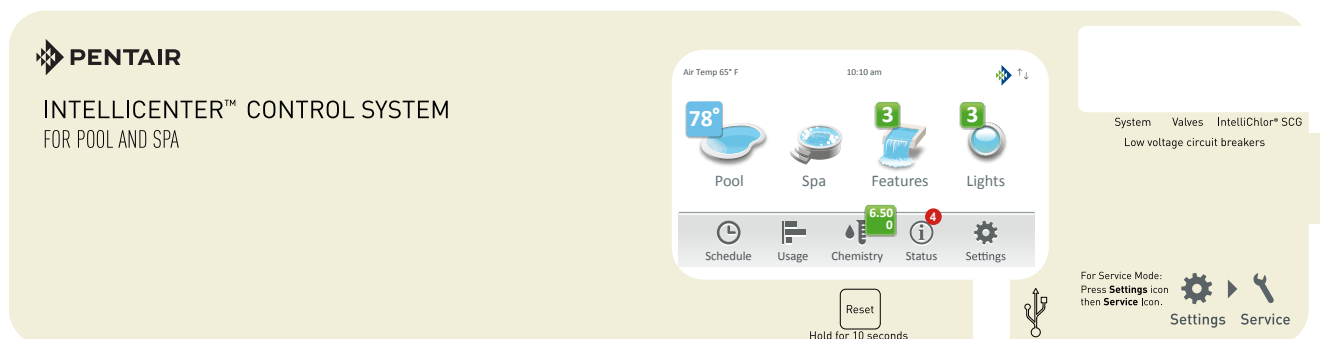 PENTAIR
INTELLICENTER™ CONTROL SYSTEM
FOR POOL AND SPA
Air Temp 65° F
10:10 am
78°
3
3
Pool
Spa
Features
Lights
6.50
0
4
Schedule
Usage
Chemistry
Status
Settings
Reset
Hold for 10 seconds
System
Valves
IntelliChlor® SCG
Low voltage circuit breakers
For Service Mode:
Press Settings icon
then Service Icon.
Settings
Service